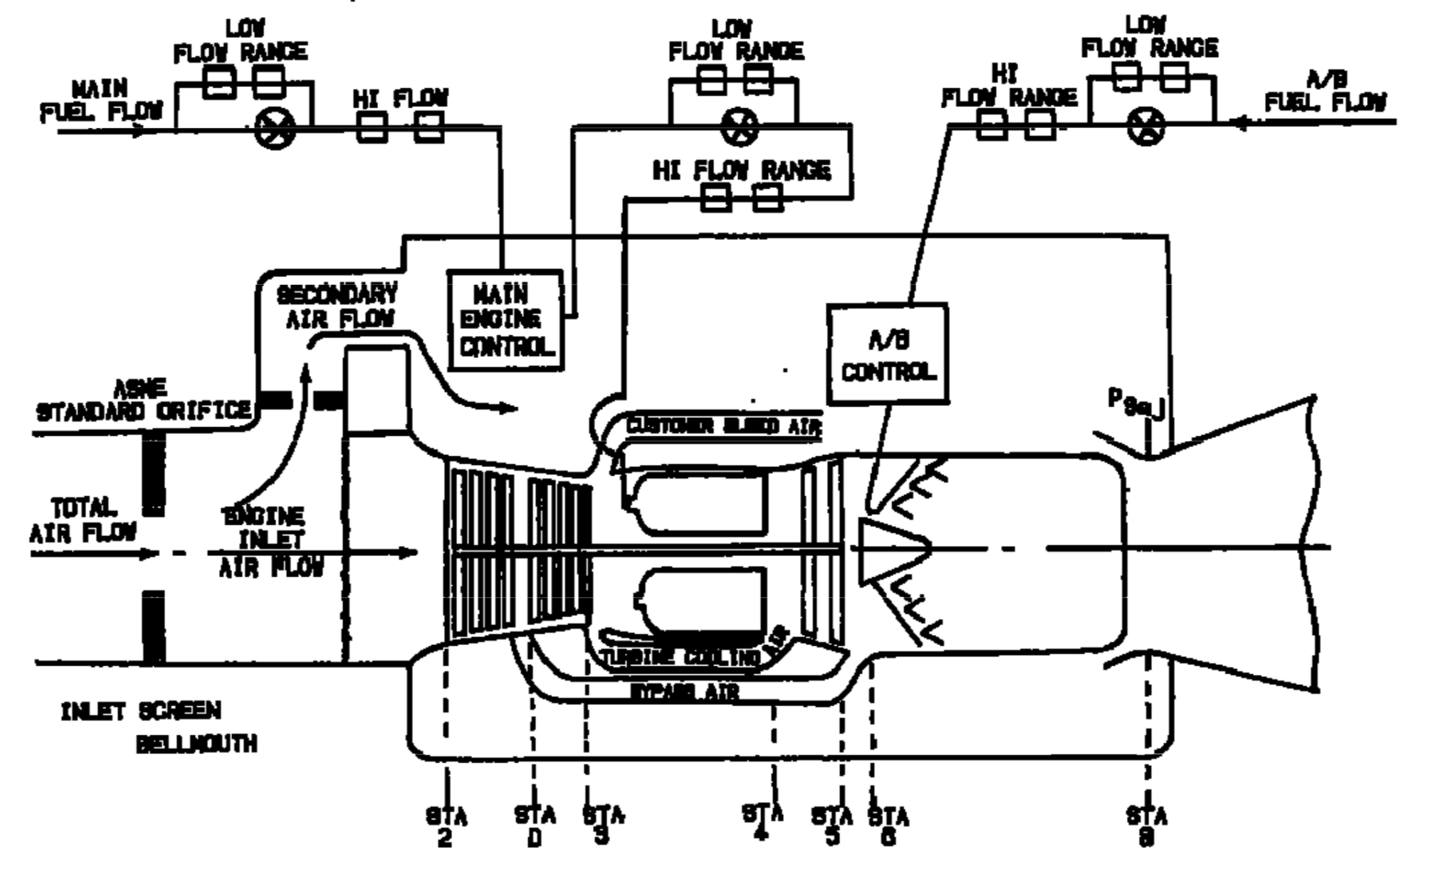 LOW
FLOW RANGE
MAIN
FUEL FLOW
HI FLOW
LOW
FLOW RANGE
HI FLOW RANGE
LOW
FLOW RANGE
HI
FLOW RANGE
A/B
FUEL FLOW
SECONDARY
AIR FLOW
MAIN
ENGINE
CONTROL
A/B
CONTROL
ASME
STANDARD ORIFICE
CUSTOMER BLEED AIR
TOTAL
AIR FLOW
ENGINE
INLET
AIR FLOW
TURBINE COOLING AIR
BYPASS AIR
INLET SCREEN
BELLMOUTH
STA
2
STA
D
STA
3
STA
4
STA
5
STA
6
STA